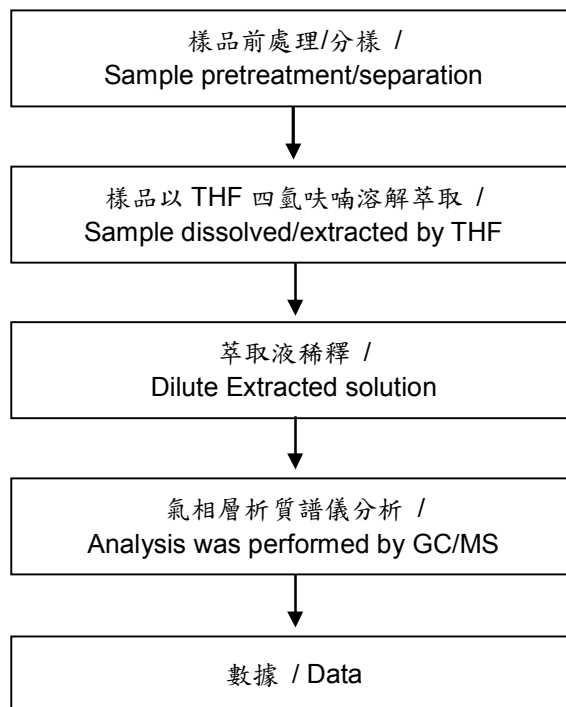 樣品前處理/分樣 /
Sample pretreatment/separation
樣品以 THF 四氫呋喃溶解萃取 /
Sample dissolved/extracted by THF
萃取液稀釋 /
Dilute Extracted solution
氣相層析質譜儀分析 /
Analysis was performed by GC/MS
數據 / Data